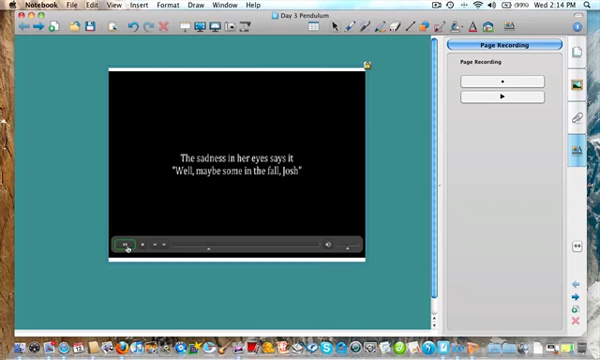 Notebook File Edit View Insert Format Draw Window (99%) Wed 2:14 PM
Day 3 Pendulum
Page Recording
Page Recording
The sadness in her eyes says it
"Well, maybe some in the fall, Josh"